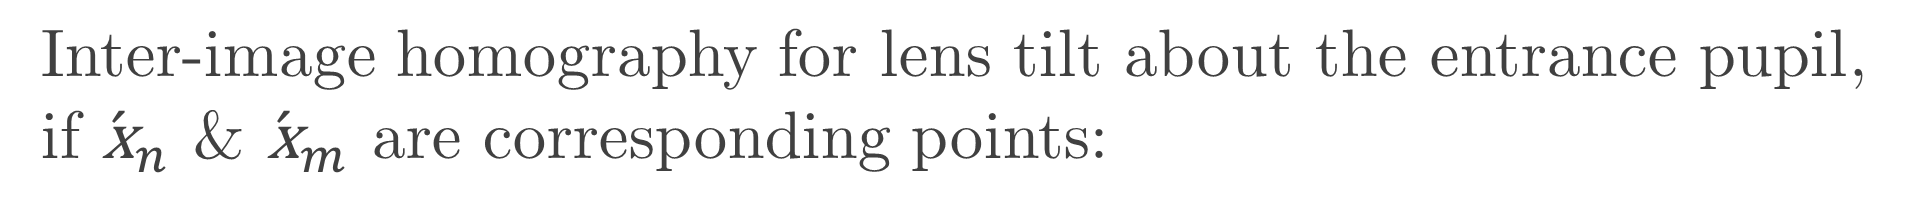 Inter-image homography for lens tilt about the entrance pupil,
if x́ₙ & x́ₘ are corresponding points: